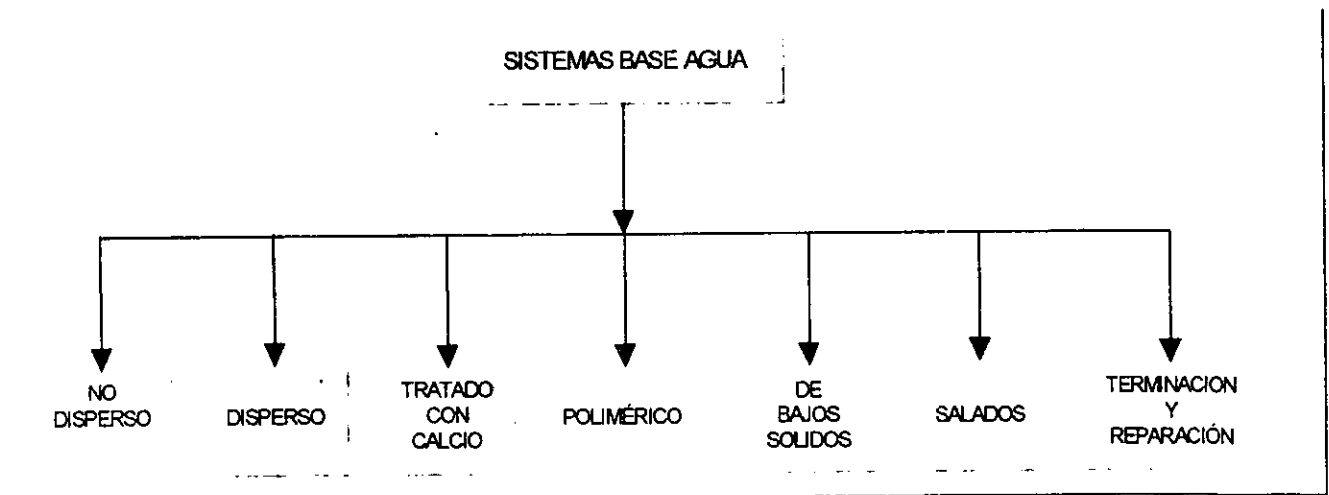 SISTEMAS BASE AGUA
NO
DISPERSO
DISPERSO
TRATADO
CON
CALCIO
POLIMÉRICO
DE
BAJOS
SOLIDOS
SALADOS
TERMINACION
Y
REPARACIÓN